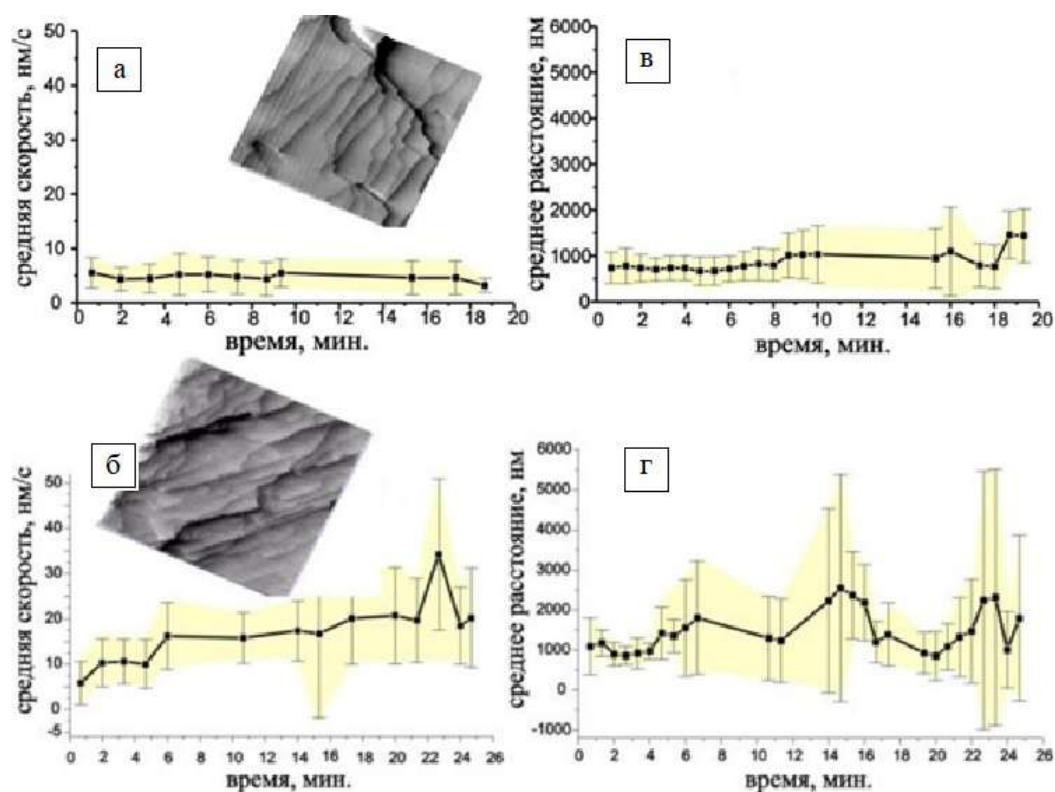 а
средняя скорость, нм/с
50
40
30
20
10
0
0 2 4 6 8 10 12 14 16 18 20
время, мин.
в
среднее расстояние, нм
6000
5000
4000
3000
2000
1000
0
0 2 4 6 8 10 12 14 16 18 20
время, мин.
б
средняя скорость, нм/с
50
40
30
20
10
0
-5
0 2 4 6 8 10 12 14 16 18 20 22 24 26
время, мин.
г
среднее расстояние, нм
6000
5000
4000
3000
2000
1000
0
-1000
0 2 4 6 8 10 12 14 16 18 20 22 24 26
время, мин.